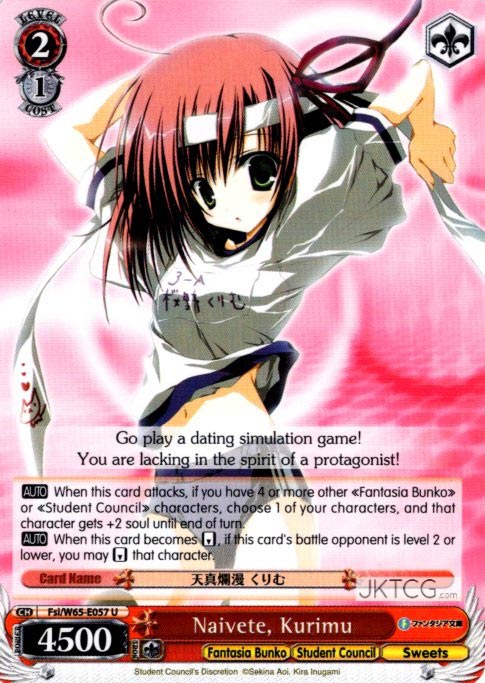 LEVEL
2
1
COST
3-A
桜野くりむ
Go play a dating simulation game!
You are lacking in the spirit of a protagonist!
AUTO When this card attacks, if you have 4 or more other «Fantasia Bunko»
or «Student Council» characters, choose 1 of your characters, and that
character gets +2 soul until end of turn.
AUTO When this card becomes , if this card's battle opponent is level 2 or
lower, you may that character.
Card Name 天真爛漫 くりむ
JKTCG.com
CH Fsi/W65-E057 U
POWER 4500 SOUL
Naivete, Kurimu
ファンタジア文庫
Fantasia Bunko Student Council Sweets
Student Council's Discretion ©Sekina Aoi, Kira Inugami